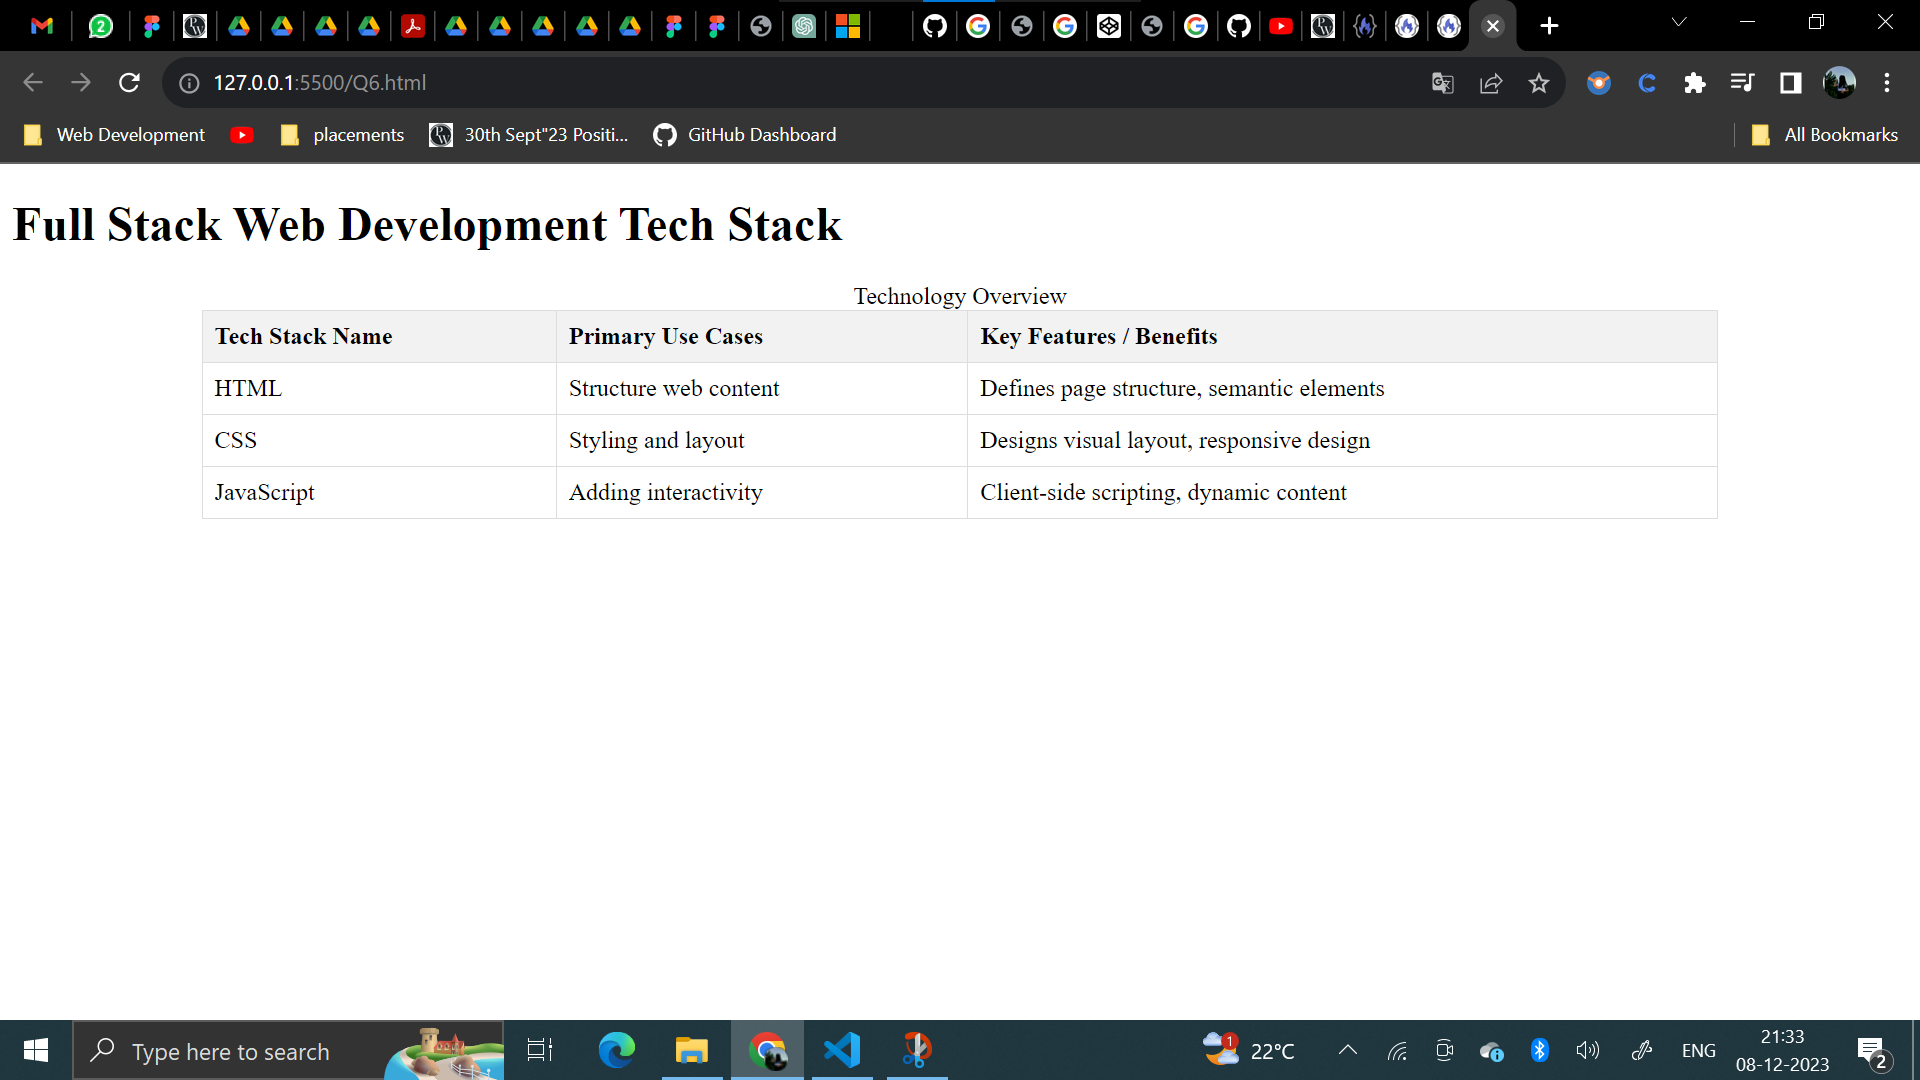 2
127.0.0.1:5500/Q6.html
Web Development
placements
30th Sept"23 Positi...
GitHub Dashboard
All Bookmarks
Full Stack Web Development Tech Stack
Technology Overview
Tech Stack Name Primary Use Cases Key Features / Benefits
HTML Structure web content Defines page structure, semantic elements
CSS Styling and layout Designs visual layout, responsive design
JavaScript Adding interactivity Client-side scripting, dynamic content
Type here to search
1
22°C
ENG
21:33
08-12-2023
2